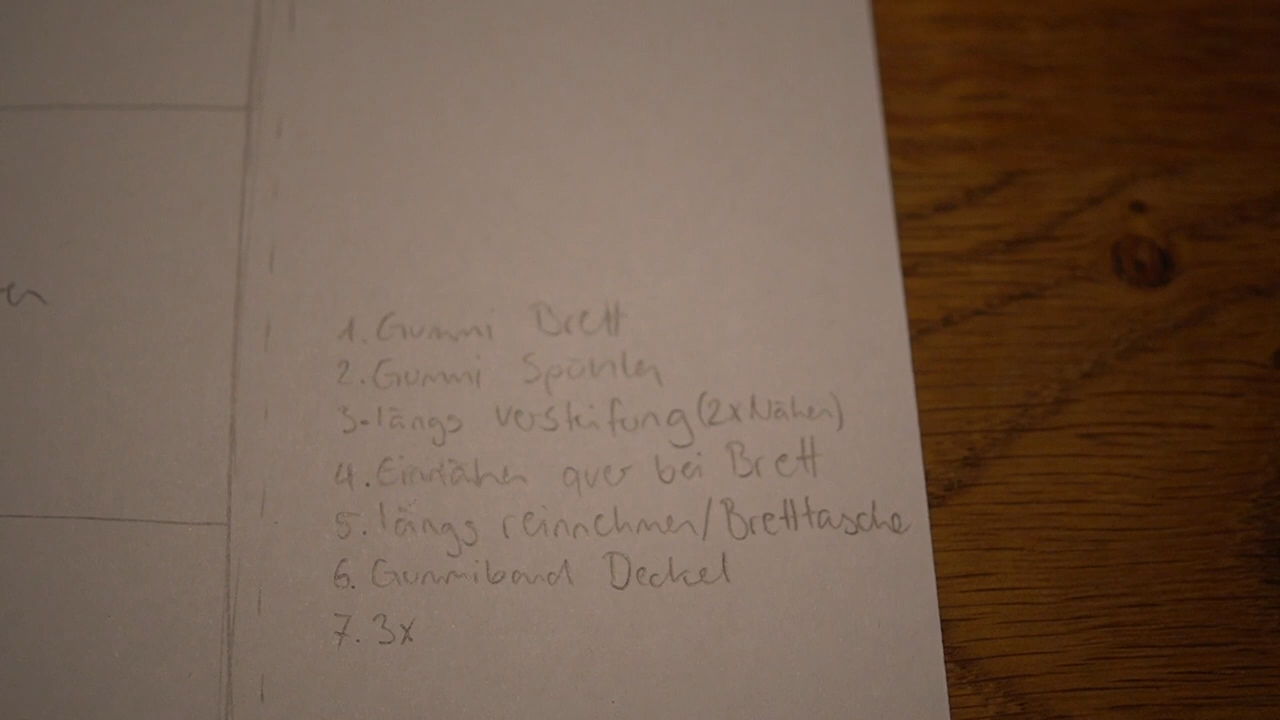 en
1. Gummi Brett
2. Gummi
3. längs versteifung (2x Nähen)
4. Einnähen quer bei Brett
5. längs reinnehmen/Bretttasche
6. Gummiband Deckel
7. 3x